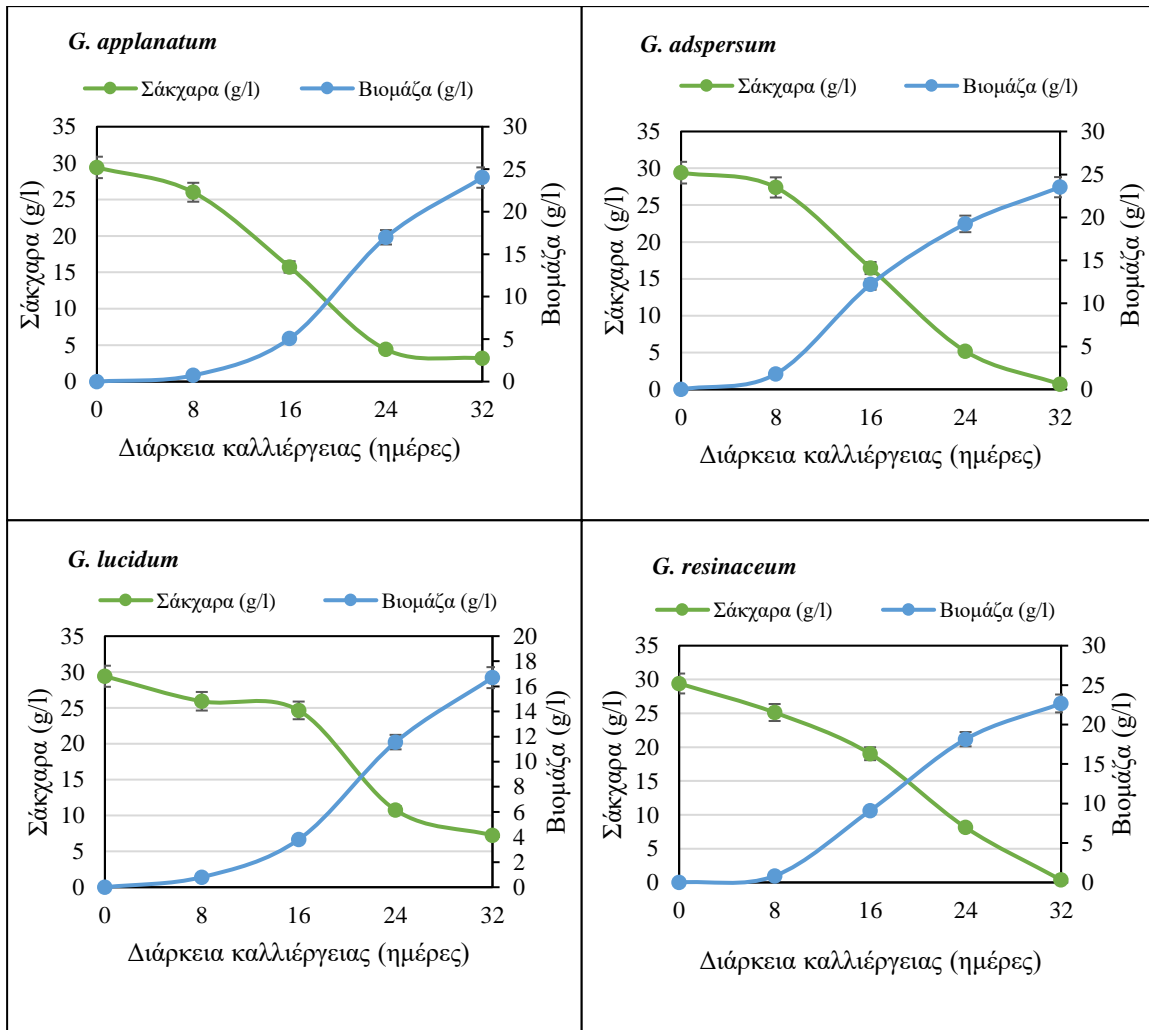 G. applanatum
Σάκχαρα (g/l) Βιομάζα (g/l)
35 30
30 25
25 20
20 15
15 10
10 5
5 0
0
Σάκχαρα (g/l)
Βιομάζα (g/l)
0 8 16 24 32
Διάρκεια καλλιέργειας (ημέρες)
G. adspersum
Σάκχαρα (g/l) Βιομάζα (g/l)
35 30
30 25
25 20
20 15
15 10
10 5
5 0
0
Σάκχαρα (g/l)
Βιομάζα (g/l)
0 8 16 24 32
Διάρκεια καλλιέργειας (ημέρες)
G. lucidum
Σάκχαρα (g/l) Βιομάζα (g/l)
35 20
30 18
25 16
20 14
15 12
10 10
5 8
0 6
4
2
0
Σάκχαρα (g/l)
Βιομάζα (g/l)
0 8 16 24 32
Διάρκεια καλλιέργειας (ημέρες)
G. resinaceum
Σάκχαρα (g/l) Βιομάζα (g/l)
35 30
30 25
25 20
20 15
15 10
10 5
5 0
0
Σάκχαρα (g/l)
Βιομάζα (g/l)
0 8 16 24 32
Διάρκεια καλλιέργειας (ημέρες)